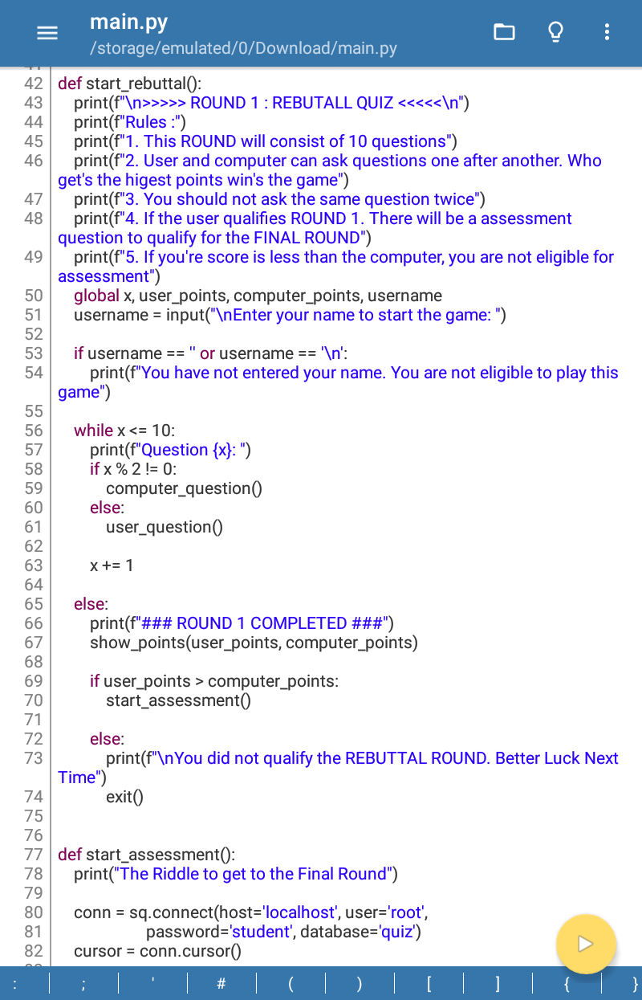 main.py
/storage/emulated/0/Download/main.py
42 def start_rebuttal():
43 print(f"\n>>>>> ROUND 1 : REBUTALL QUIZ <<<<<\n")
44 print(f"Rules :")
45 print(f"1. This ROUND will consist of 10 questions")
46 print(f"2. User and computer can ask questions one after another. Who
get's the higest points win's the game")
47 print(f"3. You should not ask the same question twice")
48 print(f"4. If the user qualifies ROUND 1. There will be a assessment
question to qualify for the FINAL ROUND")
49 print(f"5. If you're score is less than the computer, you are not eligible for
assessment")
50 global x, user_points, computer_points, username
51 username = input("\nEnter your name to start the game: ")
52
53 if username == '' or username == '\n':
54 print(f"You have not entered your name. You are not eligible to play this
game")
55
56 while x <= 10:
57 print(f"Question {x}: ")
58 if x % 2 != 0:
59 computer_question()
60 else:
61 user_question()
62
63 x += 1
64
65 else:
66 print(f"### ROUND 1 COMPLETED ###")
67 show_points(user_points, computer_points)
68
69 if user_points > computer_points:
70 start_assessment()
71
72 else:
73 print(f"\nYou did not qualify the REBUTTAL ROUND. Better Luck Next
Time")
74 exit()
75
76
77 def start_assessment():
78 print("The Riddle to get to the Final Round")
79
80 conn = sq.connect(host='localhost', user='root',
81 password='student', database='quiz')
82 cursor = conn.cursor()
: ; ' # ( ) [ ] { }